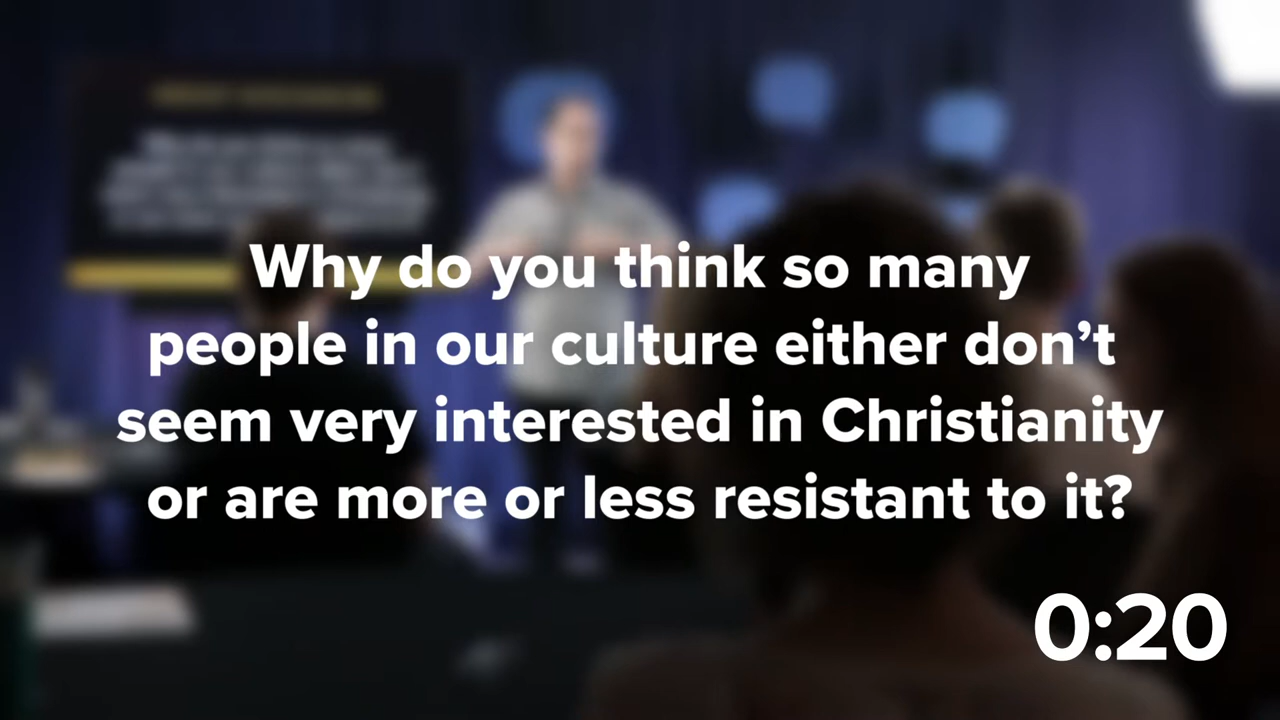 Why do you think so many
people in our culture either don’t
seem very interested in Christianity
or are more or less resistant to it?
0:20